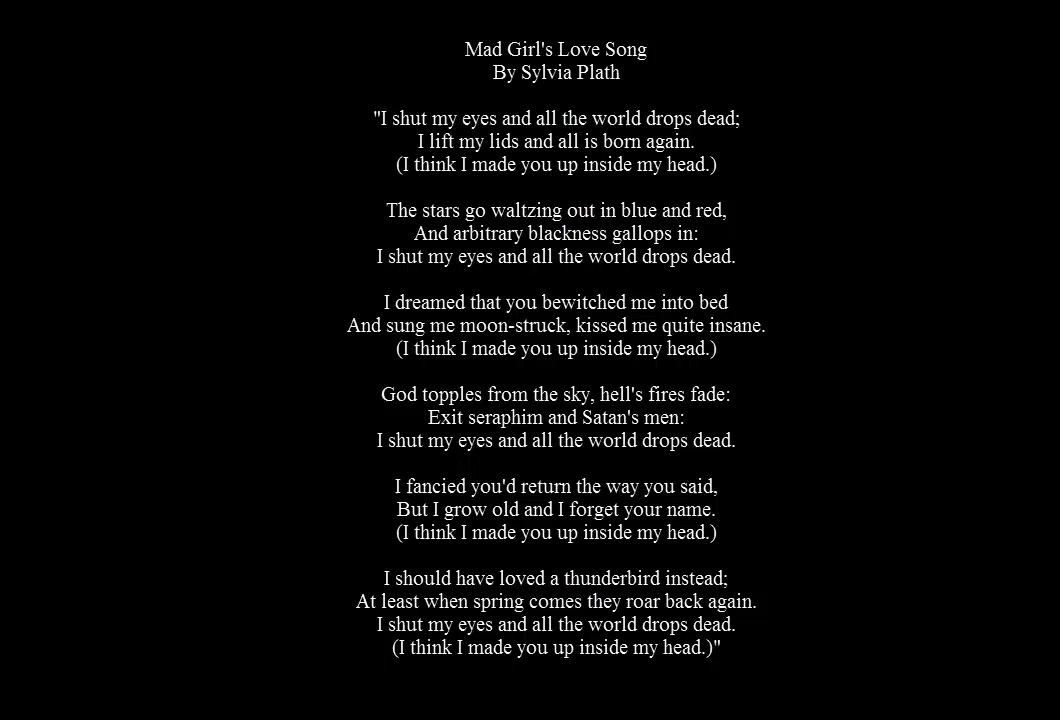 Mad Girl's Love Song
By Sylvia Plath
"I shut my eyes and all the world drops dead;
I lift my lids and all is born again.
(I think I made you up inside my head.)
The stars go waltzing out in blue and red,
And arbitrary blackness gallops in:
I shut my eyes and all the world drops dead.
I dreamed that you bewitched me into bed
And sung me moon-struck, kissed me quite insane.
(I think I made you up inside my head.)
God topples from the sky, hell's fires fade:
Exit seraphim and Satan's men:
I shut my eyes and all the world drops dead.
I fancied you'd return the way you said,
But I grow old and I forget your name.
(I think I made you up inside my head.)
I should have loved a thunderbird instead;
At least when spring comes they roar back again.
I shut my eyes and all the world drops dead.
(I think I made you up inside my head.)"